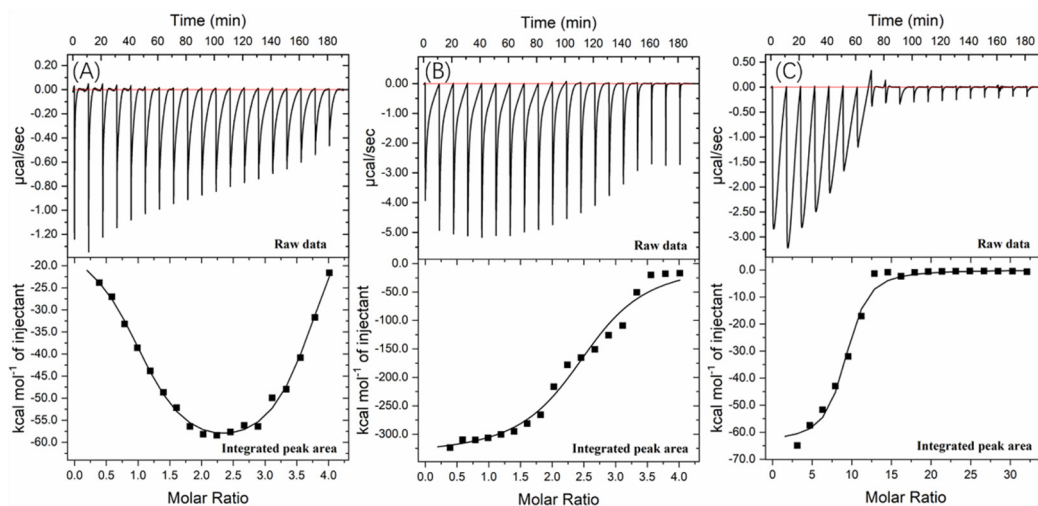 Time (min)
0 20 40 60 80 100 120 140 160 180
(A)
0.20
0.00
-0.20
-0.40
-0.60
-0.80
-1.00
-1.20
µcal/sec
Raw data
-20.0
-25.0
-30.0
-35.0
-40.0
-45.0
-50.0
-55.0
-60.0
kcal mol⁻¹ of injectant
Integrated peak area
0.0 0.5 1.0 1.5 2.0 2.5 3.0 3.5 4.0
Molar Ratio
Time (min)
0 20 40 60 80 100 120 140 160 180
(B)
0.00
-1.00
-2.00
-3.00
-4.00
-5.00
µcal/sec
Raw data
0.0
-100.0
-200.0
-300.0
kcal mol⁻¹ of injectant
Integrated peak area
0.0 0.5 1.0 1.5 2.0 2.5 3.0 3.5 4.0
Molar Ratio
Time (min)
0 20 40 60 80 100 120 140 160 180
(C)
0.50
0.00
-0.50
-1.00
-1.50
-2.00
-2.50
-3.00
µcal/sec
Raw data
0.0
-10.0
-20.0
-30.0
-40.0
-50.0
-60.0
-70.0
kcal mol⁻¹ of injectant
Integrated peak area
0 5 10 15 20 25 30
Molar Ratio